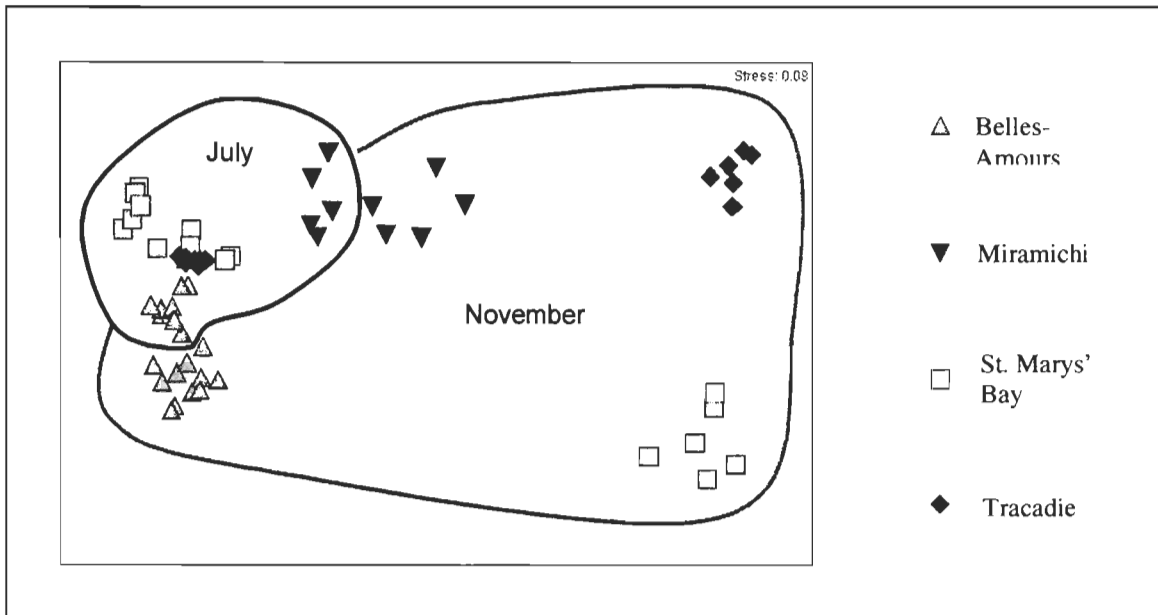 Stress: 0.08
July
November
Belles-
Amours
Miramichi
St. Marys'
Bay
Tracadie